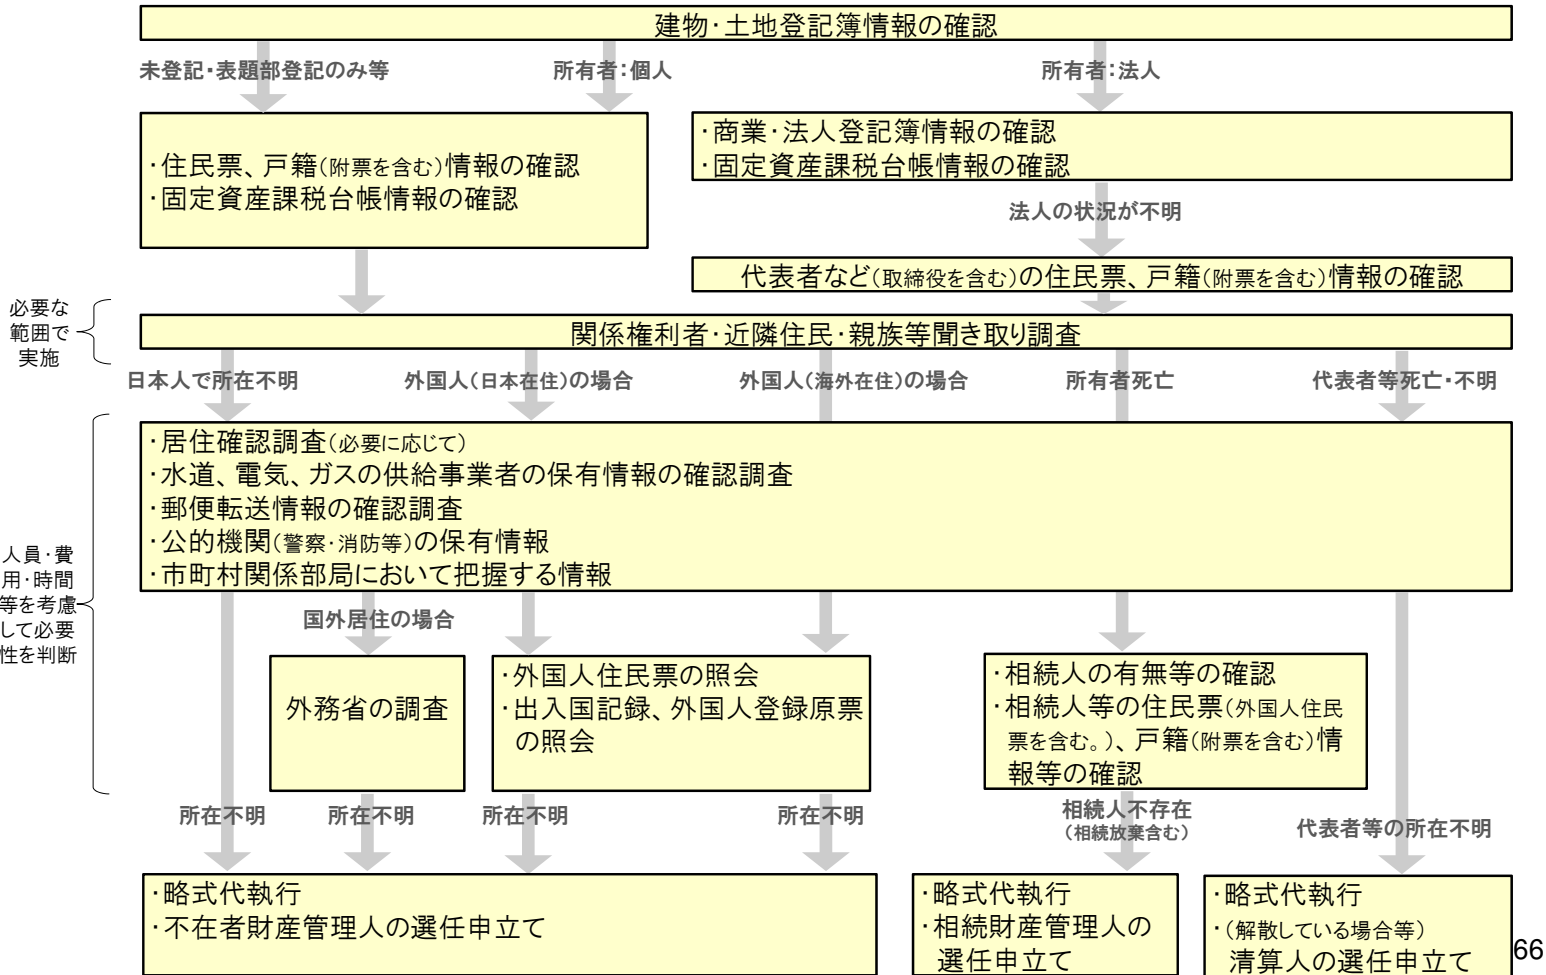 建物・土地登記簿情報の確認
未登記・表題部登記のみ等
所有者：個人
所有者：法人
・住民票、戸籍（附票を含む）情報の確認
・固定資産課税台帳情報の確認
・商業・法人登記簿情報の確認
・固定資産課税台帳情報の確認
法人の状況が不明
代表者など（取締役を含む）の住民票、戸籍（附票を含む）情報の確認
必要な
範囲で
実施
関係権利者・近隣住民・親族等聞き取り調査
日本人で所在不明
外国人（日本在住）の場合
外国人（海外在住）の場合
所有者死亡
代表者等死亡・不明
・居住確認調査（必要に応じて）
・水道、電気、ガスの供給事業者の保有情報の確認調査
・郵便転送情報の確認調査
・公的機関（警察・消防等）の保有情報
・市町村関係部局において把握する情報
人員・費
用・時間
等を考慮
して必要
性を判断
国外居住の場合
外務省の調査
・外国人住民票の照会
・出入国記録、外国人登録原票
の照会
・相続人の有無等の確認
・相続人等の住民票（外国人住民
票を含む。）、戸籍（附票を含む）情
報等の確認
所在不明
所在不明
所在不明
所在不明
相続人不存在
（相続放棄含む）
代表者等の所在不明
・略式代執行
・不在者財産管理人の選任申立て
・略式代執行
・相続財産管理人の
選任申立て
・略式代執行
・（解散している場合等）
清算人の選任申立て
66